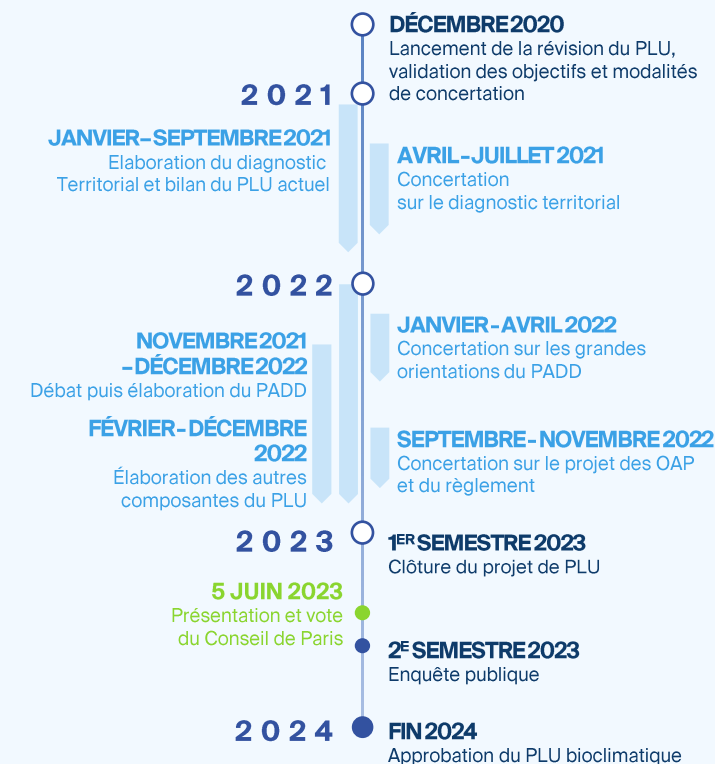 DÉCEMBRE 2020
Lancement de la révision du PLU,
validation des objectifs et modalités
de concertation
2021
JANVIER–SEPTEMBRE 2021
Elaboration du diagnostic
Territorial et bilan du PLU actuel
AVRIL-JUILLET 2021
Concertation
sur le diagnostic territorial
2022
JANVIER-AVRIL 2022
Concertation sur les grandes
orientations du PADD
NOVEMBRE 2021
–DÉCEMBRE 2022
Débat puis élaboration du PADD
FÉVRIER-DÉCEMBRE
2022
Élaboration des autres
composantes du PLU
SEPTEMBRE-NOVEMBRE 2022
Concertation sur le projet des OAP
et du règlement
2023
1ER SEMESTRE 2023
Clôture du projet de PLU
5 JUIN 2023
Présentation et vote
du Conseil de Paris
2E SEMESTRE 2023
Enquête publique
2024
FIN 2024
Approbation du PLU bioclimatique